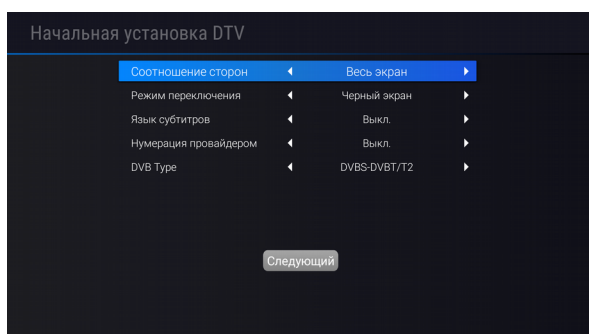 Начальная установка DTV
Соотношение сторон Весь экран
Режим переключения Черный экран
Язык субтитров Выкл.
Нумерация провайдером Выкл.
DVB Type DVBS-DVBT/T2
Следующий